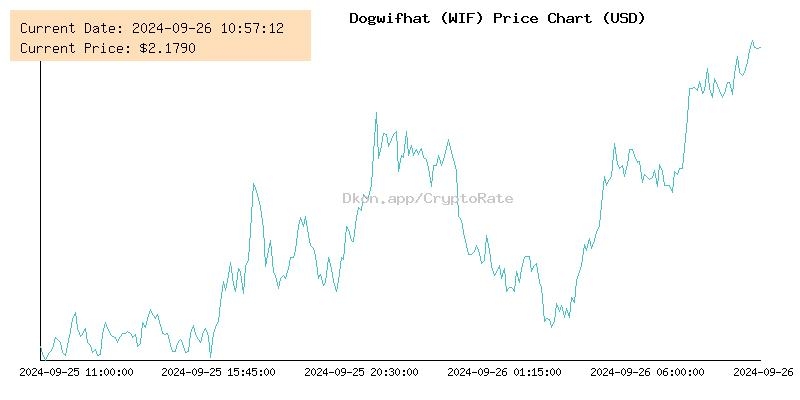 Dogwifhat (WIF) Price Chart (USD)
Current Date: 2024-09-26 10:57:12
Current Price: $2.1790
Dkon.app/CryptoRate
2024-09-25 11:00:00 2024-09-25 15:45:00 2024-09-25 20:30:00 2024-09-26 01:15:00 2024-09-26 06:00:00 2024-09-26